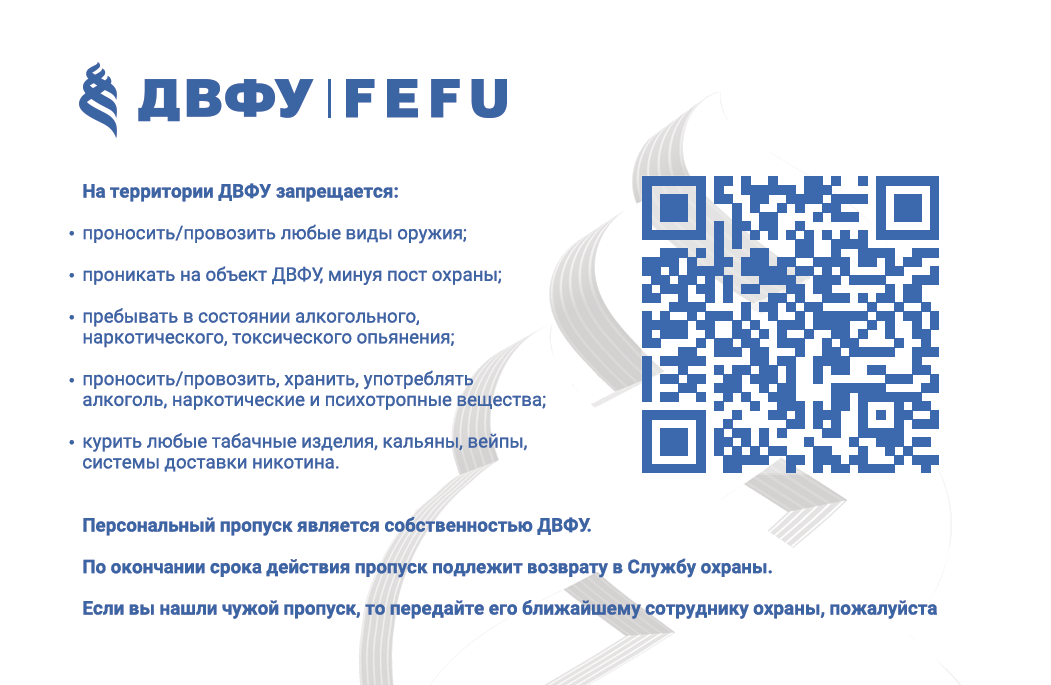 ДВФУ | FEFU
На территории ДВФУ запрещается:
• проносить/провозить любые виды оружия;
• проникать на объект ДВФУ, минуя пост охраны;
• пребывать в состоянии алкогольного,
наркотического, токсического опьянения;
• проносить/провозить, хранить, употреблять
алкоголь, наркотические и психотропные вещества;
• курить любые табачные изделия, кальяны, вейпы,
системы доставки никотина.
Персональный пропуск является собственностью ДВФУ.
По окончании срока действия пропуск подлежит возврату в Службу охраны.
Если вы нашли чужой пропуск, то передайте его ближайшему сотруднику охраны, пожалуйста